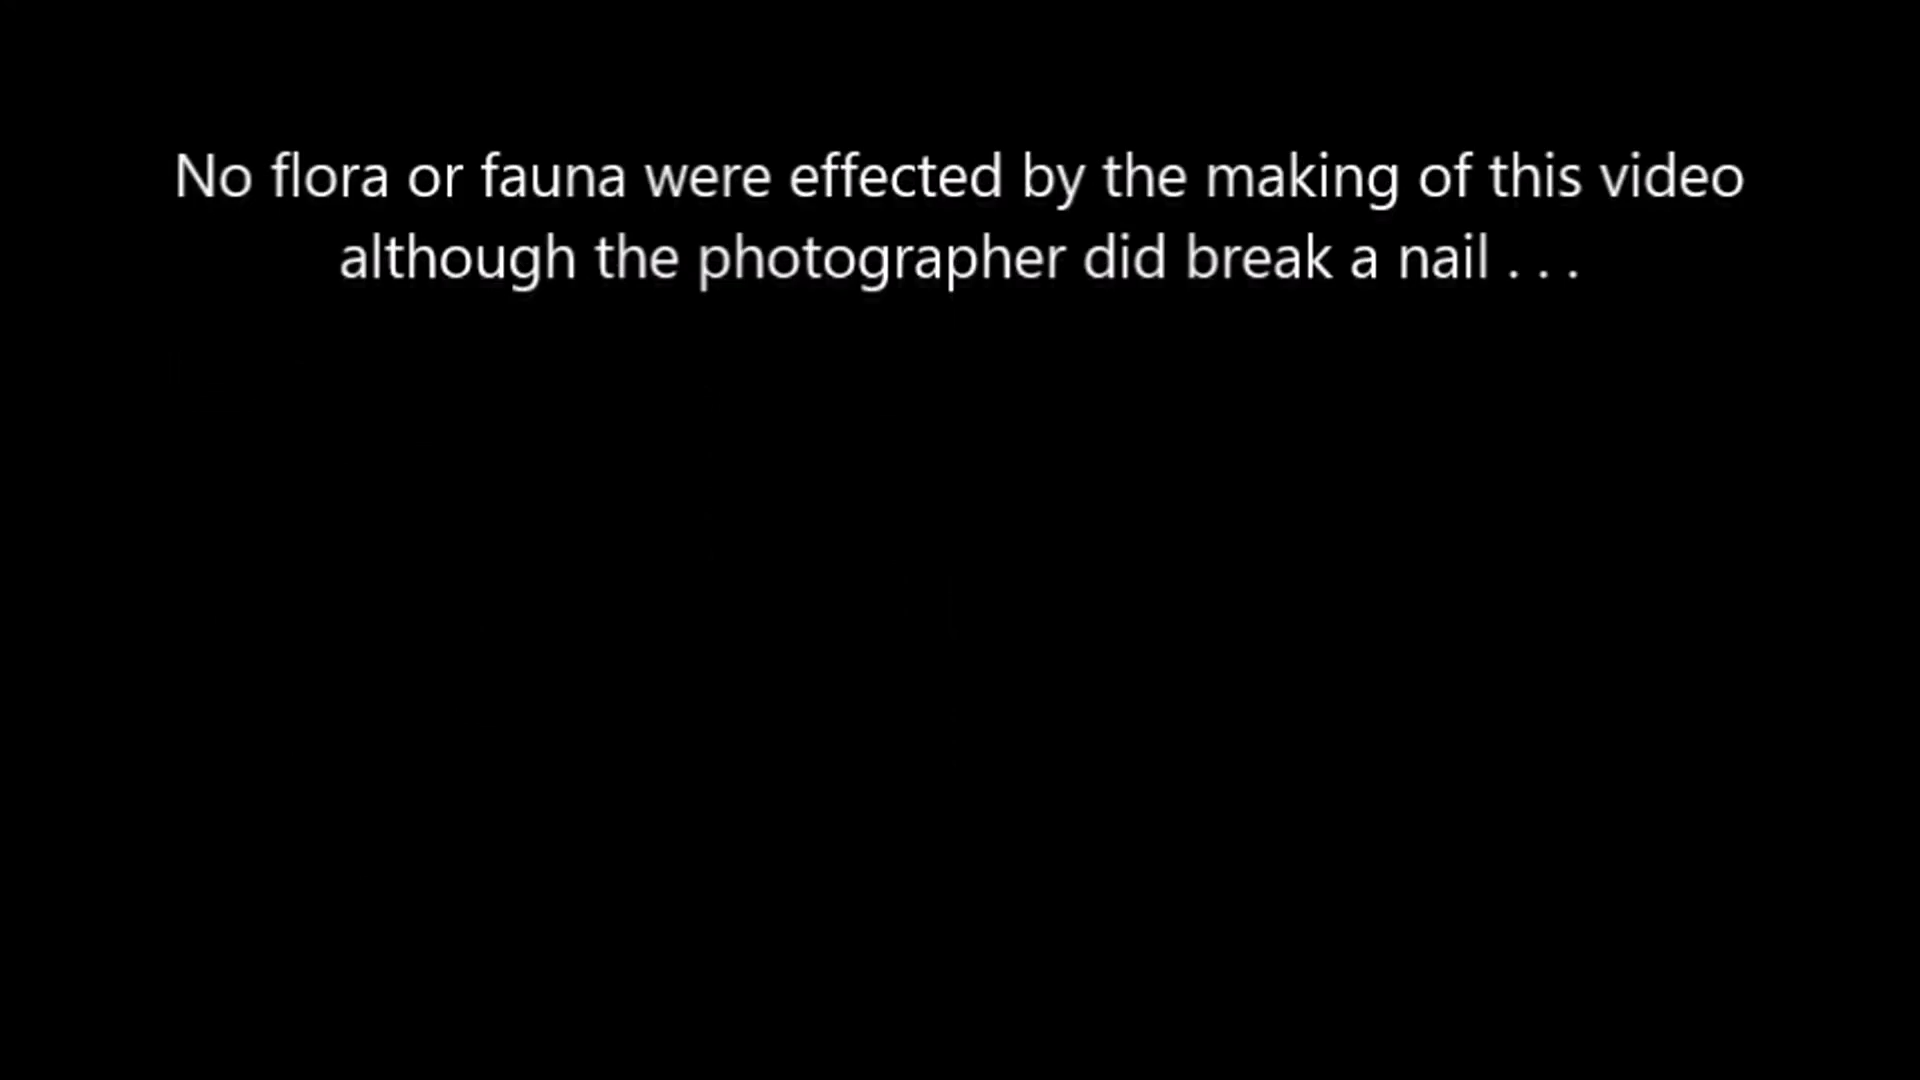 No flora or fauna were effected by the making of this video
although the photographer did break a nail . . .